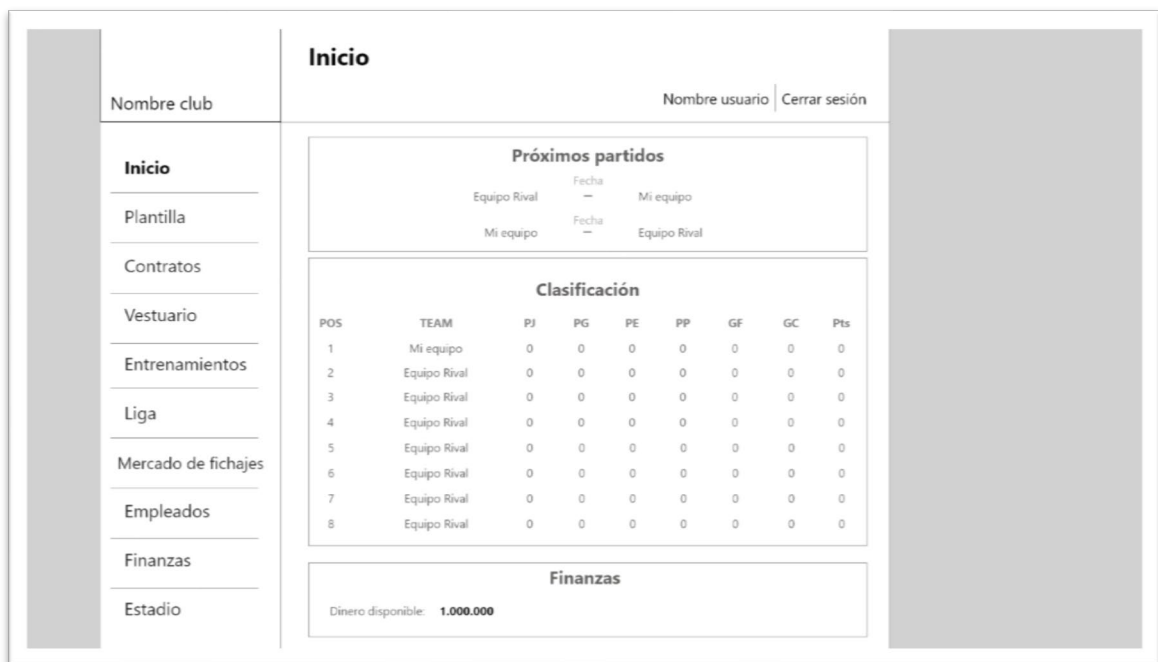 Nombre club
Inicio
Nombre usuario Cerrar sesión
Inicio
Plantilla
Contratos
Vestuario
Entrenamientos
Liga
Mercado de fichajes
Empleados
Finanzas
Estadio
Próximos partidos
Fecha
Equipo Rival – Mi equipo
Fecha
Mi equipo – Equipo Rival
Clasificación
POS TEAM PJ PG PE PP GF GC Pts
1 Mi equipo 0 0 0 0 0 0 0
2 Equipo Rival 0 0 0 0 0 0 0
3 Equipo Rival 0 0 0 0 0 0 0
4 Equipo Rival 0 0 0 0 0 0 0
5 Equipo Rival 0 0 0 0 0 0 0
6 Equipo Rival 0 0 0 0 0 0 0
7 Equipo Rival 0 0 0 0 0 0 0
8 Equipo Rival 0 0 0 0 0 0 0
Finanzas
Dinero disponible: 1.000.000